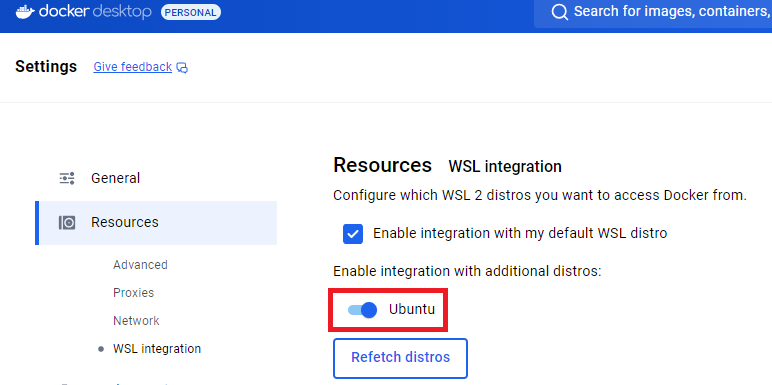 docker desktop PERSONAL Search for images, containers,
Settings Give feedback
General
Resources
Advanced
Proxies
Network
WSL integration
Resources WSL integration
Configure which WSL 2 distros you want to access Docker from.
Enable integration with my default WSL distro
Enable integration with additional distros:
Ubuntu
Refetch distros